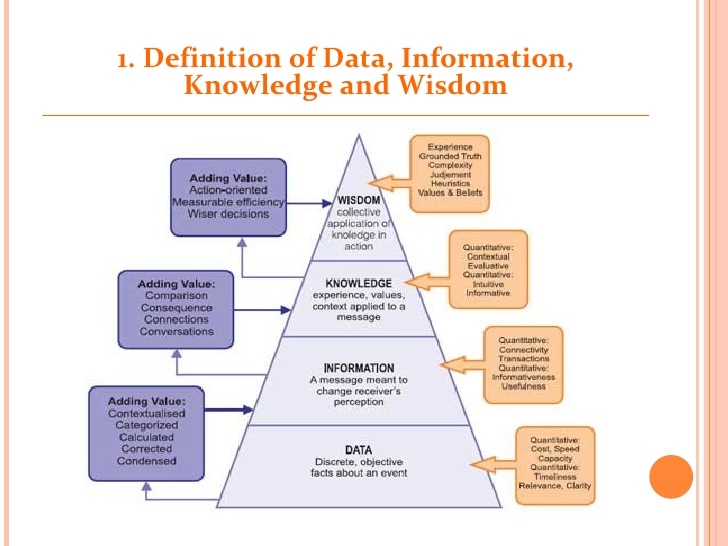 1. Definition of Data, Information,
Knowledge and Wisdom
Adding Value:
Action-oriented
Measurable efficiency
Wiser decisions
WISDOM
collective
application of
knoledge in
action
Experience
Grounded Truth
Complexity
Judjement
Heuristics
Values & Beliefs
Adding Value:
Comparison
Consequence
Connections
Conversations
KNOWLEDGE
experience, values,
context applied to a
message
Quantitative:
Contextual
Evaluative
Quantitative:
Intuitive
Informative
Adding Value:
Contextualised
Categorized
Calculated
Corrected
Condensed
INFORMATION
A message meant to
change receiver's
perception
Quantitative:
Connectivity
Transactions
Quantitative:
Informativeness
Usefulness
DATA
Discrete, objective
facts about an event
Quantitative:
Cost, Speed
Capacity
Quantitative:
Timeliness
Relevance, Clarity